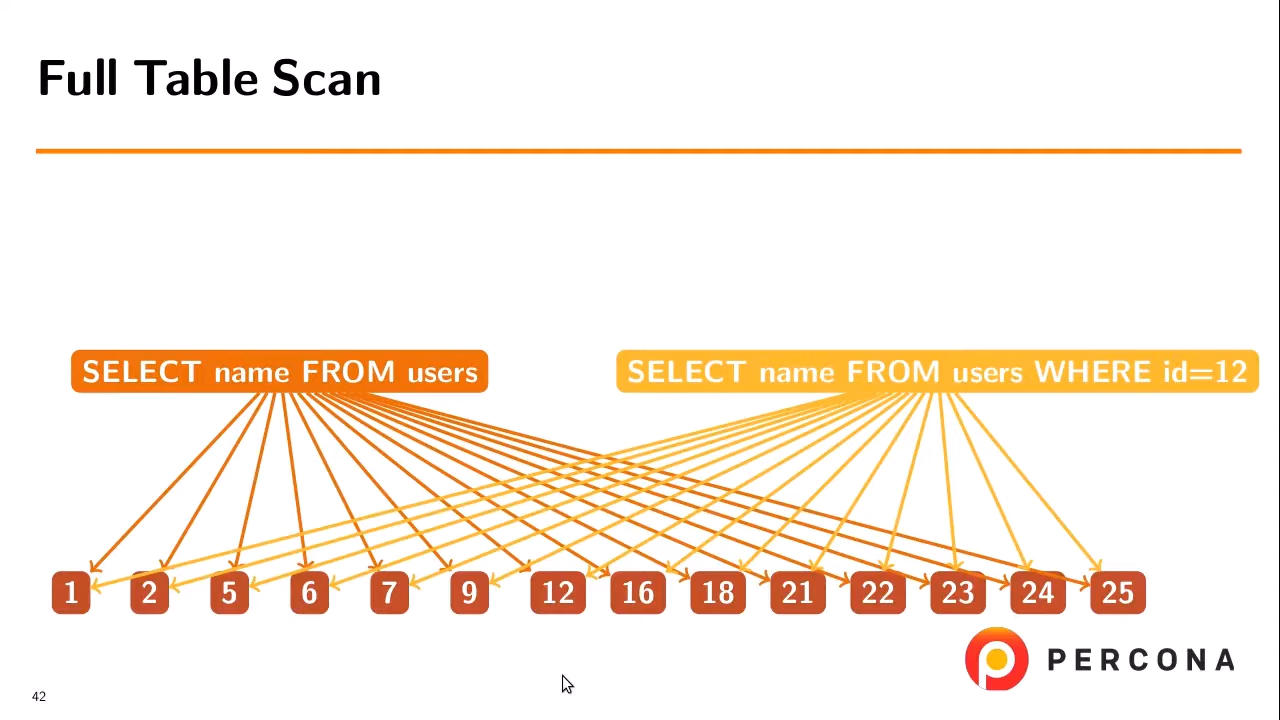 Full Table Scan
SELECT name FROM users
SELECT name FROM users WHERE id=12
1 2 5 6 7 9 12 16 18 21 22 23 24 25
PERCONA
42